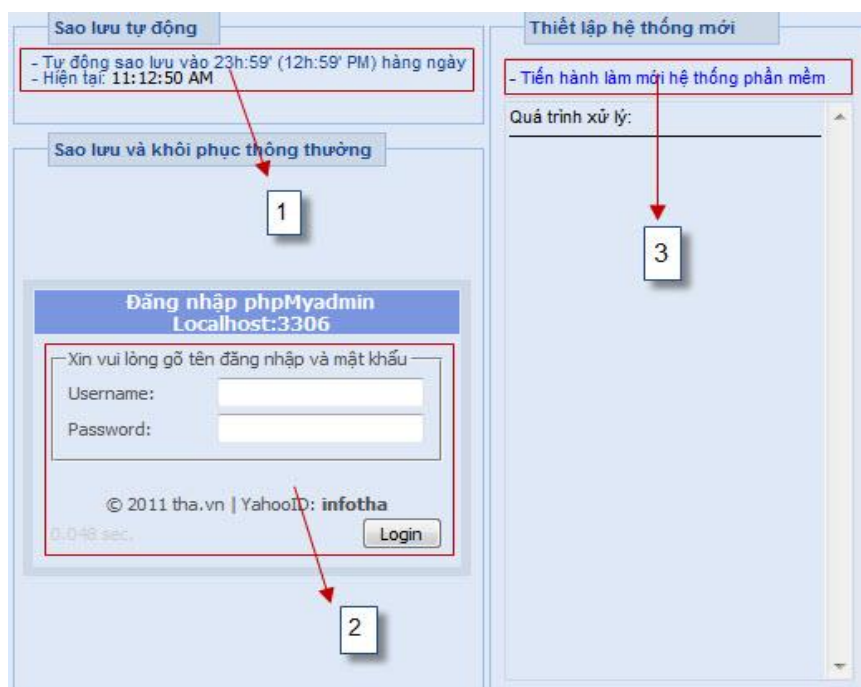 Sao lưu tự động
- Tự động sao lưu vào 23h:59' (12h:59' PM) hàng ngày
- Hiện tại: 11:12:50 AM
Sao lưu và khôi phục thông thường
1
Đăng nhập phpMyadmin
Localhost:3306
Xin vui lòng gõ tên đăng nhập và mật khẩu
Username:
Password:
© 2011 tha.vn | YahooID: infotha
0.048 sec.
Login
2
Thiết lập hệ thống mới
- Tiến hành làm mới hệ thống phần mềm
Quá trình xử lý:
3